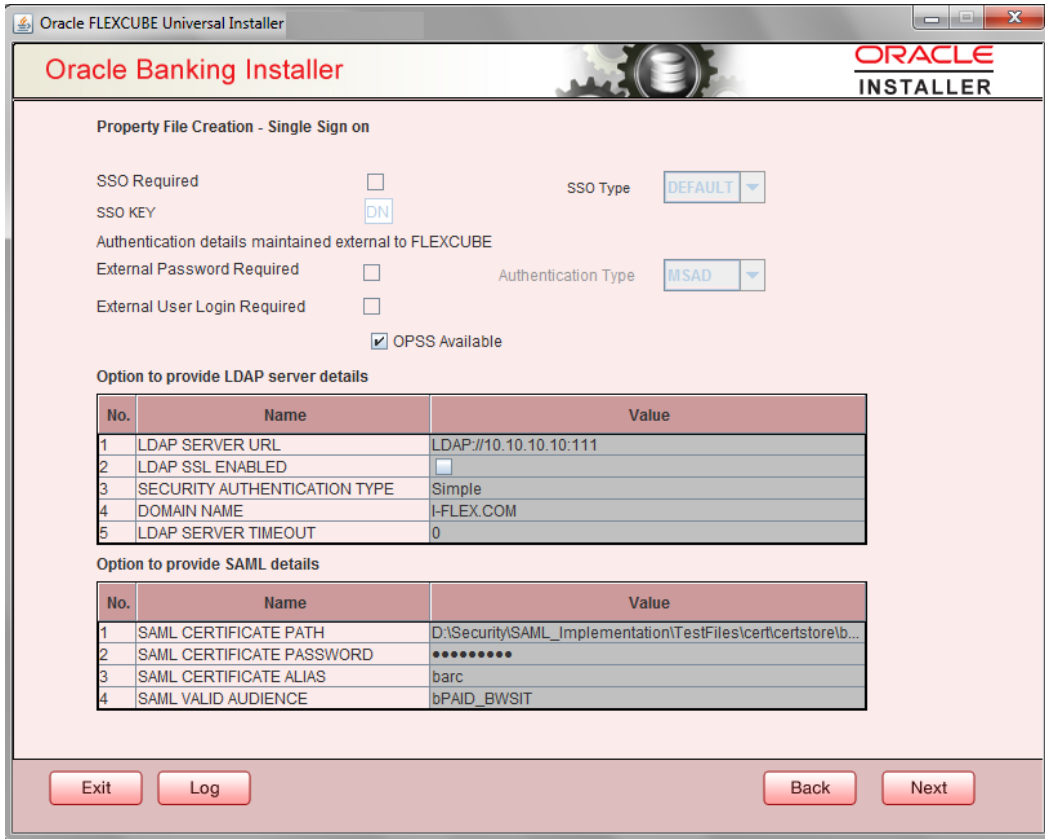 Oracle FLEXCUBE Universal Installer
Oracle Banking Installer
ORACLE
INSTALLER
Property File Creation - Single Sign on
SSO Required
SSO Type DEFAULT
SSO KEY DN
Authentication details maintained external to FLEXCUBE
External Password Required
Authentication Type MSAD
External User Login Required
OPSS Available
Option to provide LDAP server details
No. Name Value
1 LDAP SERVER URL LDAP://10.10.10.10:111
2 LDAP SSL ENABLED
3 SECURITY AUTHENTICATION TYPE Simple
4 DOMAIN NAME I-FLEX.COM
5 LDAP SERVER TIMEOUT 0
Option to provide SAML details
No. Name Value
1 SAML CERTIFICATE PATH D:\Security\SAML_Implementation\TestFiles\cert\certstore\b...
2 SAML CERTIFICATE PASSWORD •••••••••
3 SAML CERTIFICATE ALIAS barc
4 SAML VALID AUDIENCE bPAID_BWSIT
Exit Log Back Next